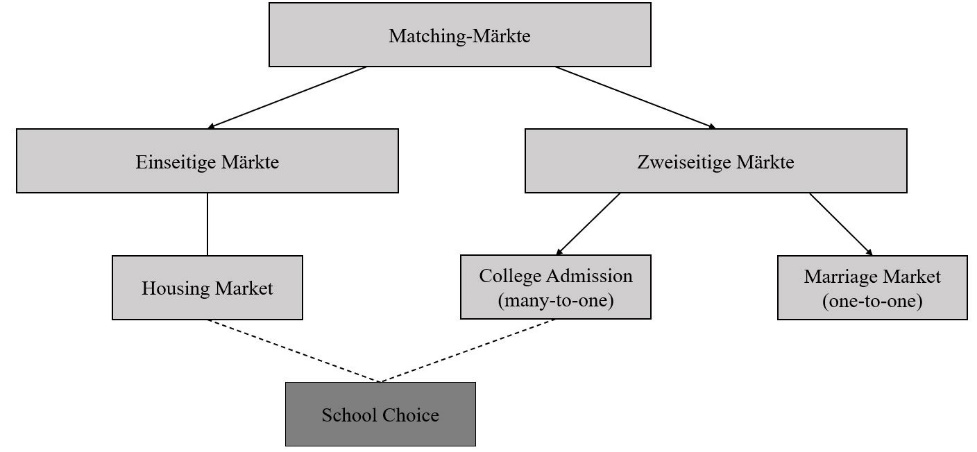 Matching-Märkte
Einseitige Märkte
Zweiseitige Märkte
Housing Market
College Admission
(many-to-one)
Marriage Market
(one-to-one)
School Choice